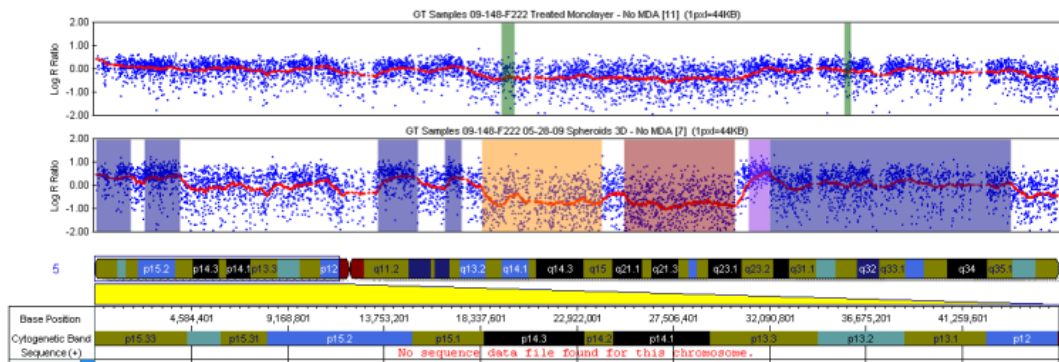 GT Samples 09-148-F222 Treated Monolayer - No MDA [11] (1pxl=44KB)
2.00
1.00
0.00
-1.00
-2.00
Log R Ratio
GT Samples 09-148-F222 05-28-09 Spheroids 3D - No MDA [7] (1pxl=44KB)
2.00
1.00
0.00
-1.00
-2.00
Log R Ratio
5 p15.2 p14.3 p14.1 p13.3 p12 q11.2 q13.2 q14.1 q14.3 q15 q21.1 q21.3 q23.1 q23.2 q31.1 q32 q33.1 q34 q35.1
Base Position 4,584,401 9,168,801 13,753,201 18,337,601 22,922,001 27,506,401 32,090,801 36,675,201 41,259,601
Cytogenetic Band p15.33 p15.31 p15.2 p15.1 p14.3 p14.2 p14.1 p13.3 p13.2 p13.1 p12
Sequence (+) No sequence data file found for this chromosome.